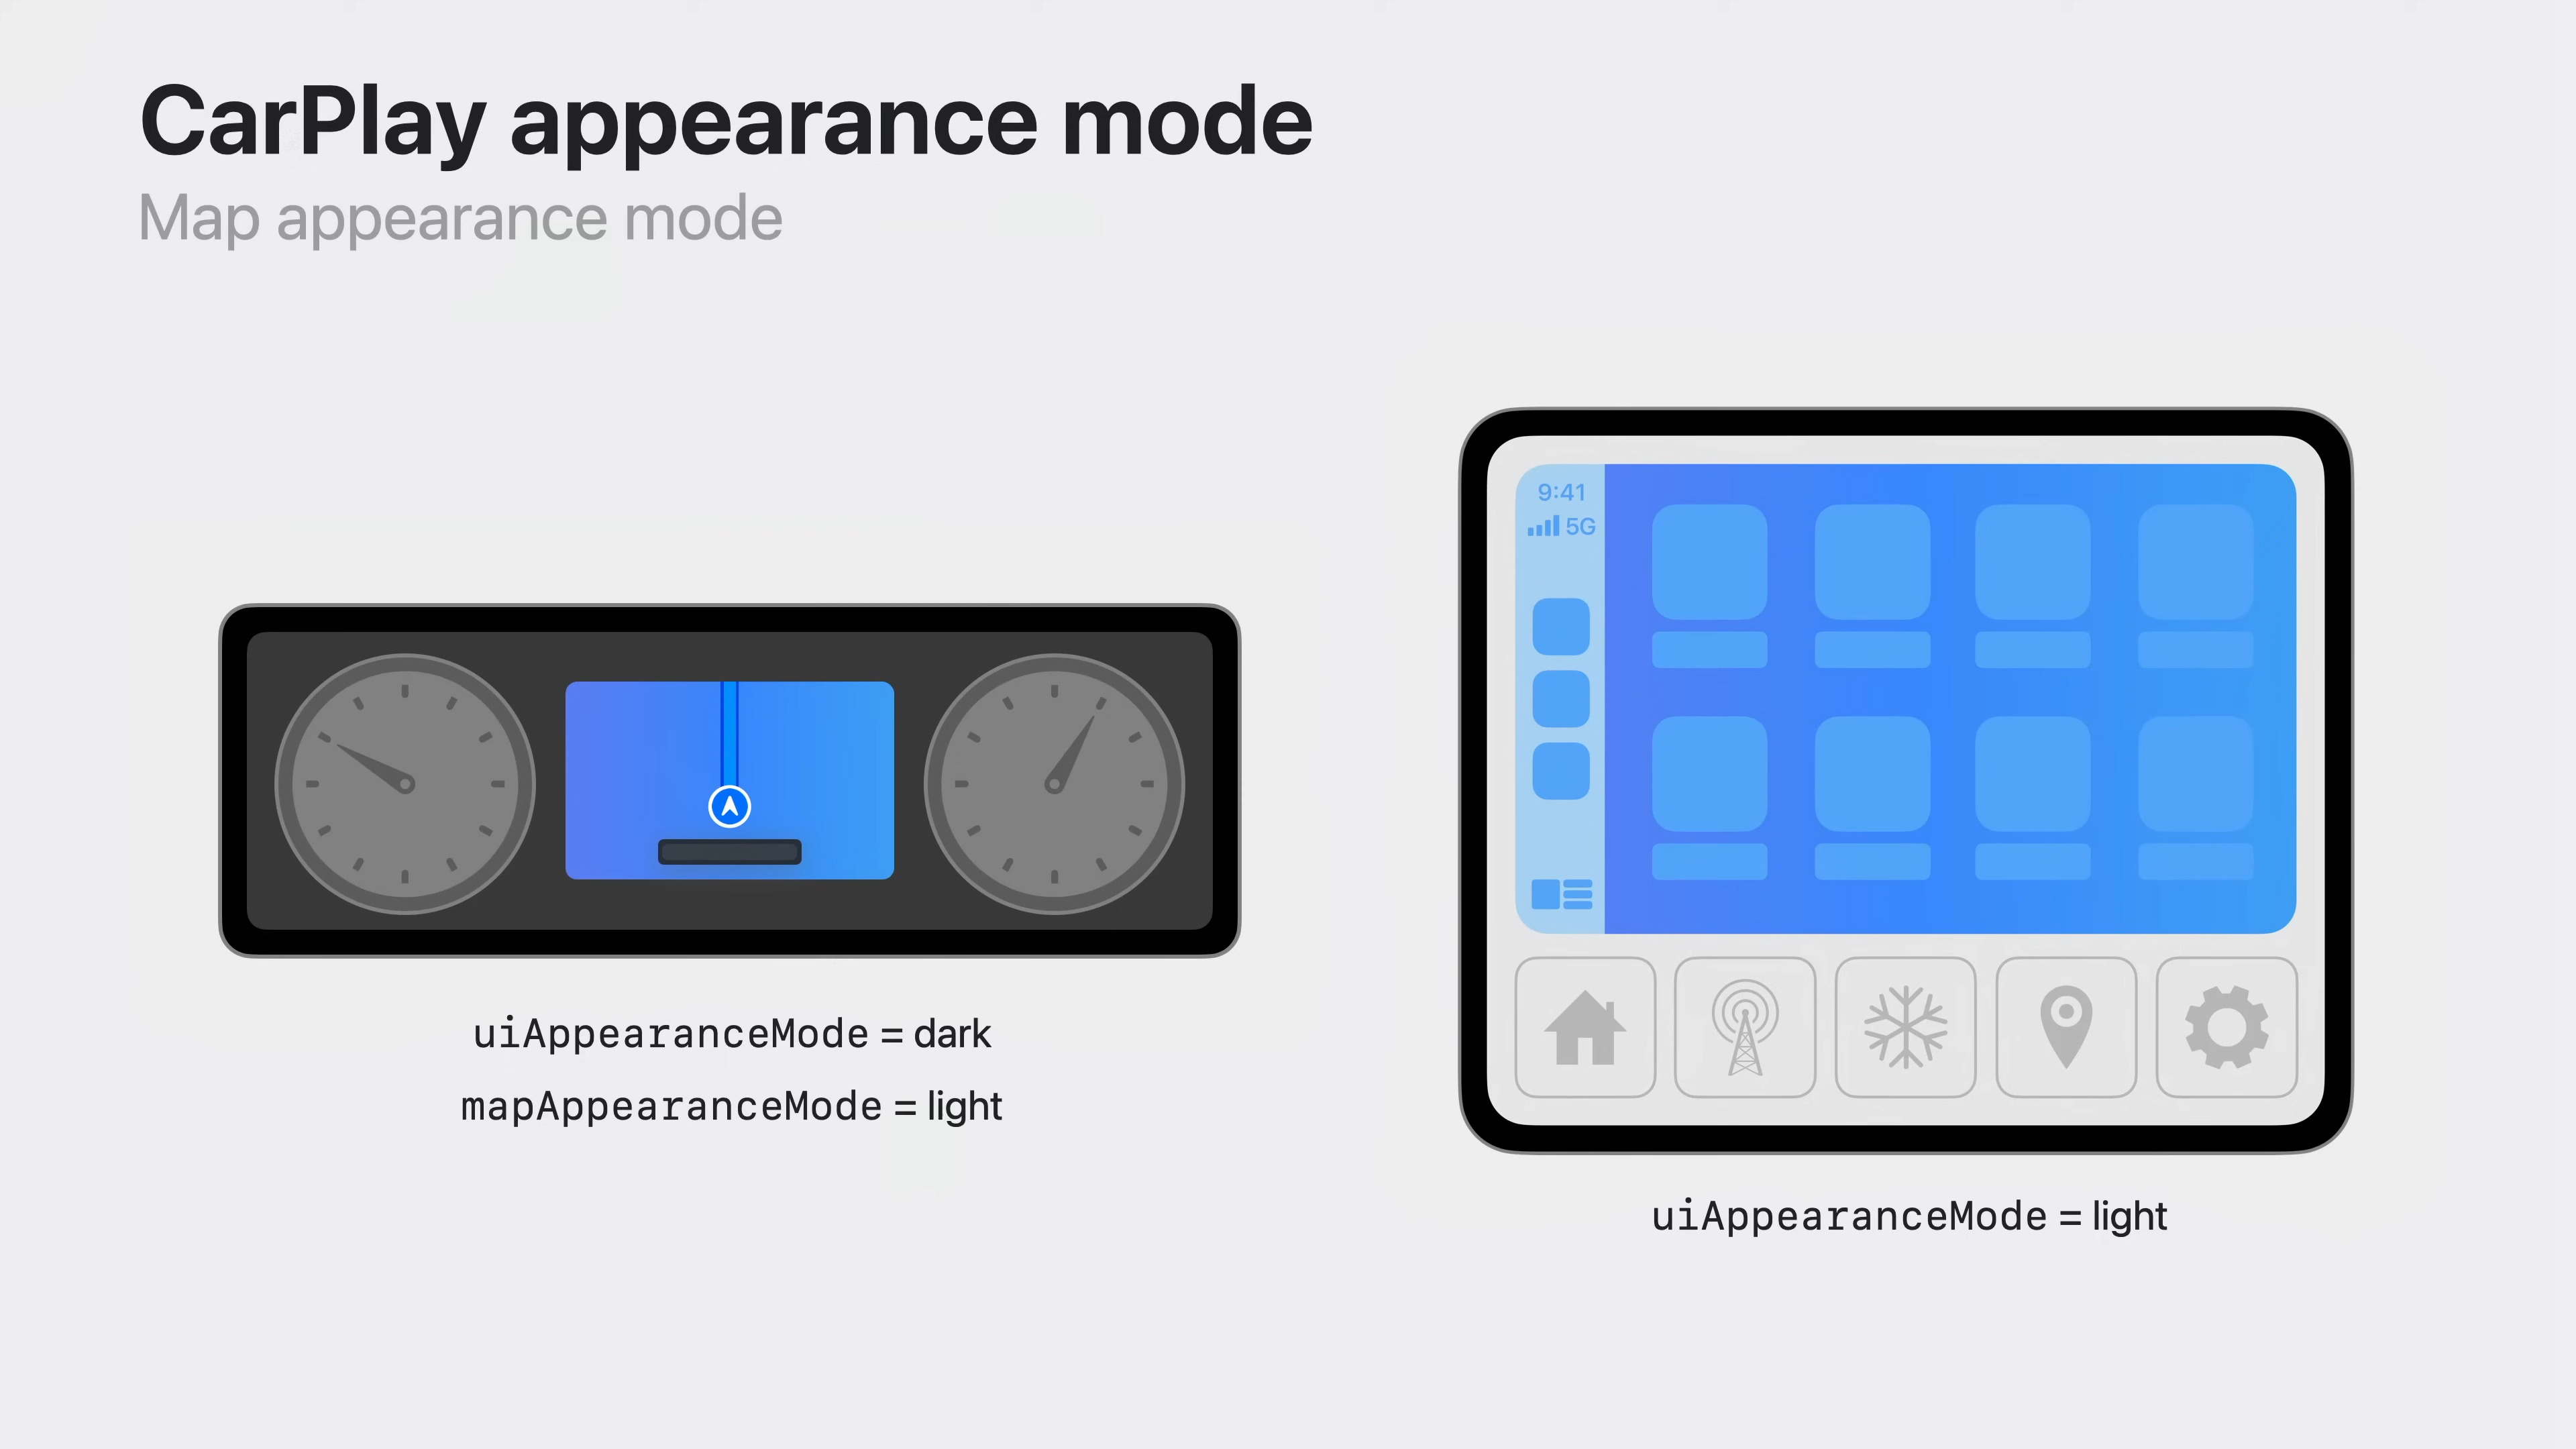 CarPlay appearance mode
Map appearance mode
9:41
5G
uiAppearanceMode = dark
mapAppearanceMode = light
uiAppearanceMode = light